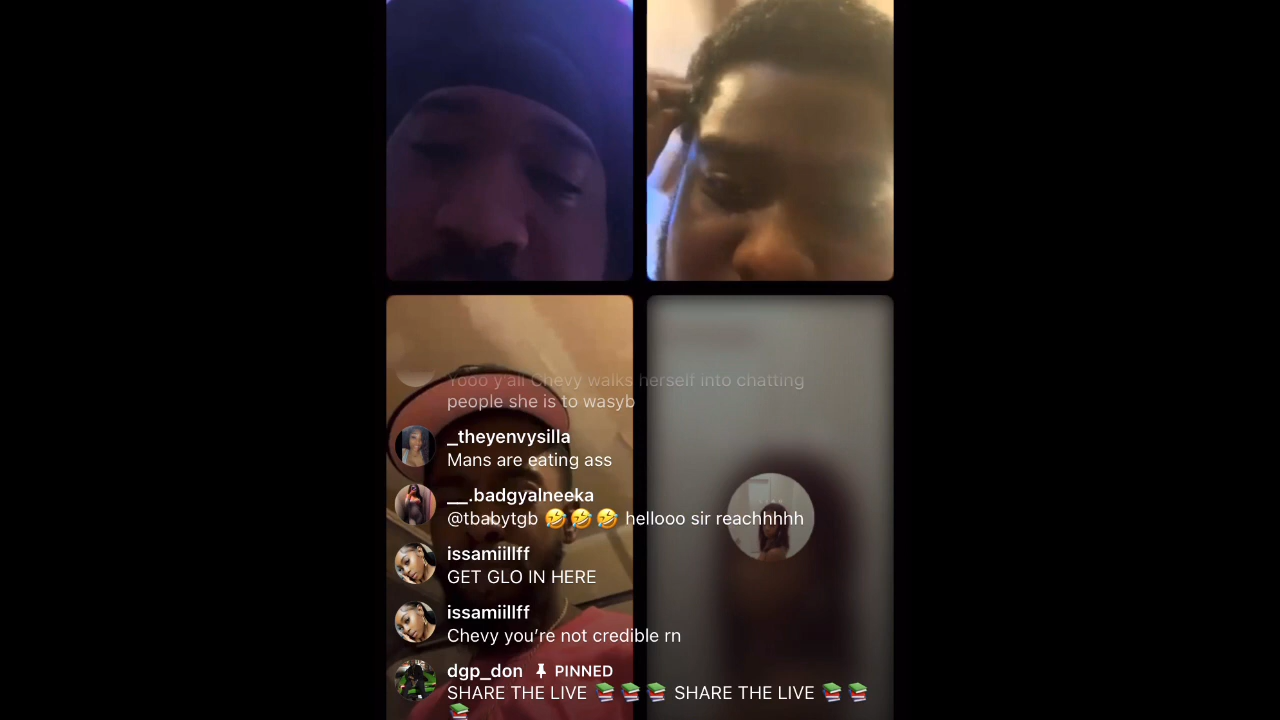 Yooo y'all Chevy walks herself into chatting
people she is to wasyb
_theyenvysilla
Mans are eating ass
__.badgyalneeka
@tbabytgb 🤣🤣🤣 hellooo sir reachhhhh
issamiillff
GET GLO IN HERE
issamiillff
Chevy you’re not credible rn
dgp_don PINNED
SHARE THE LIVE 📚📚📚 SHARE THE LIVE 📚📚
📚